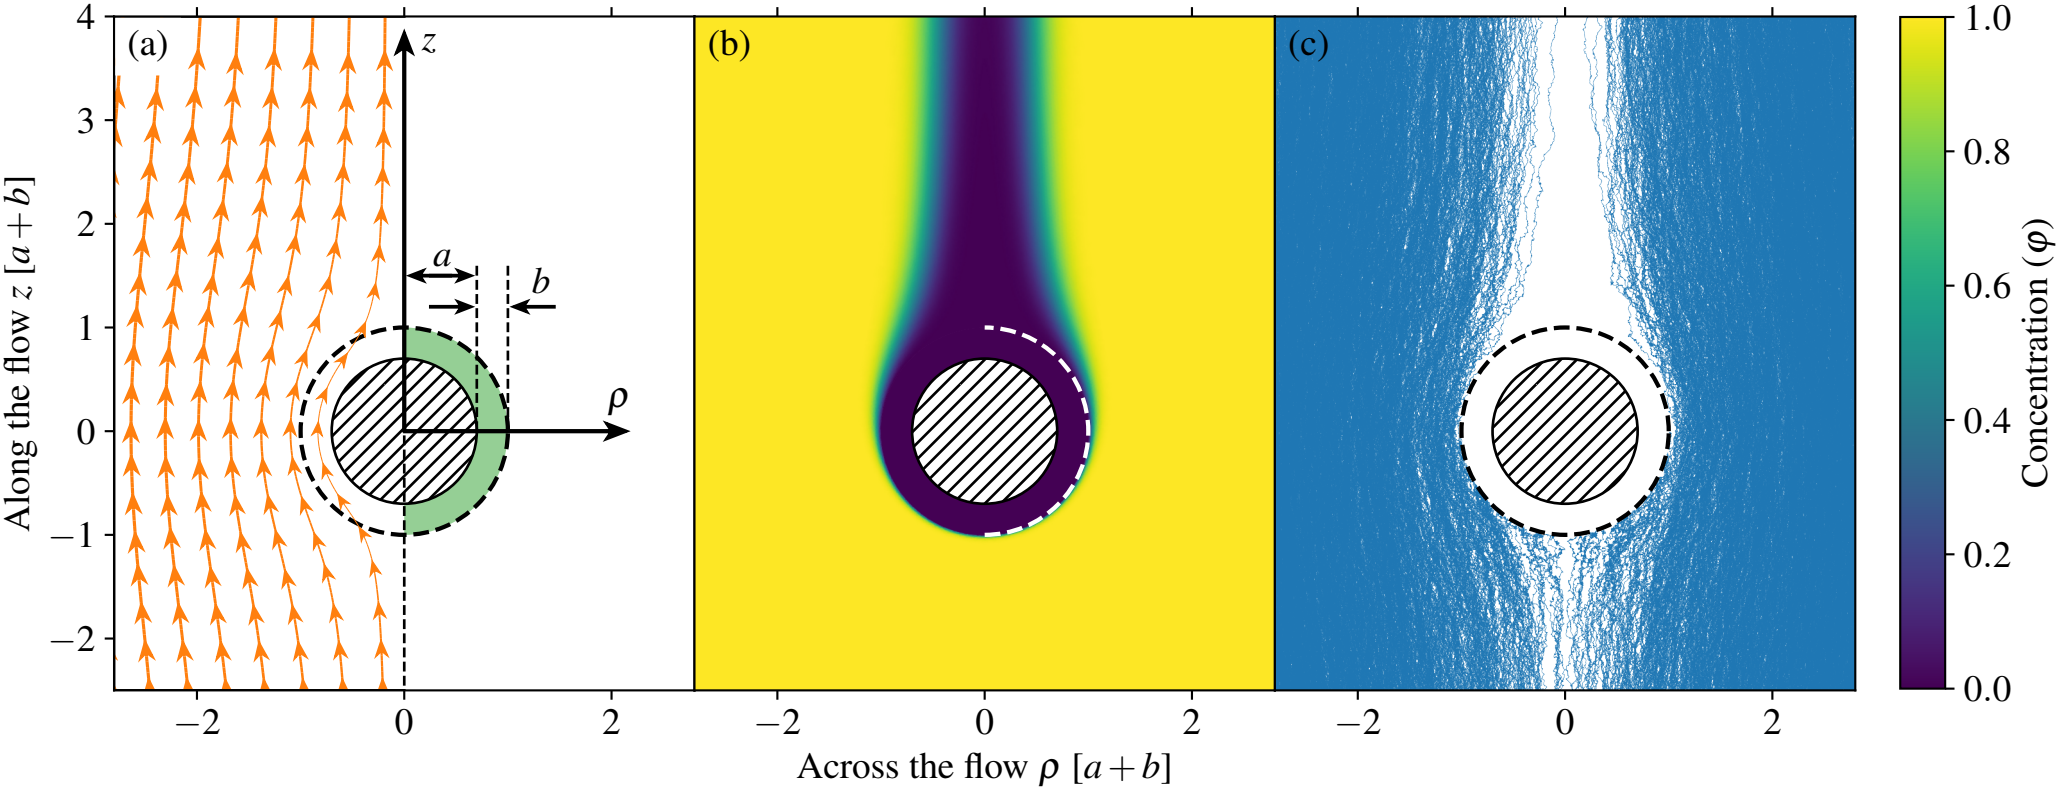 (a)
z
a
b
ρ
(b)
(c)
4
3
2
1
0
−1
−2
Along the flow z [a + b]
−2 0 2
−2 0 2
−2 0 2
Across the flow ρ [a + b]
1.0
0.8
0.6
0.4
0.2
0.0
Concentration (φ)